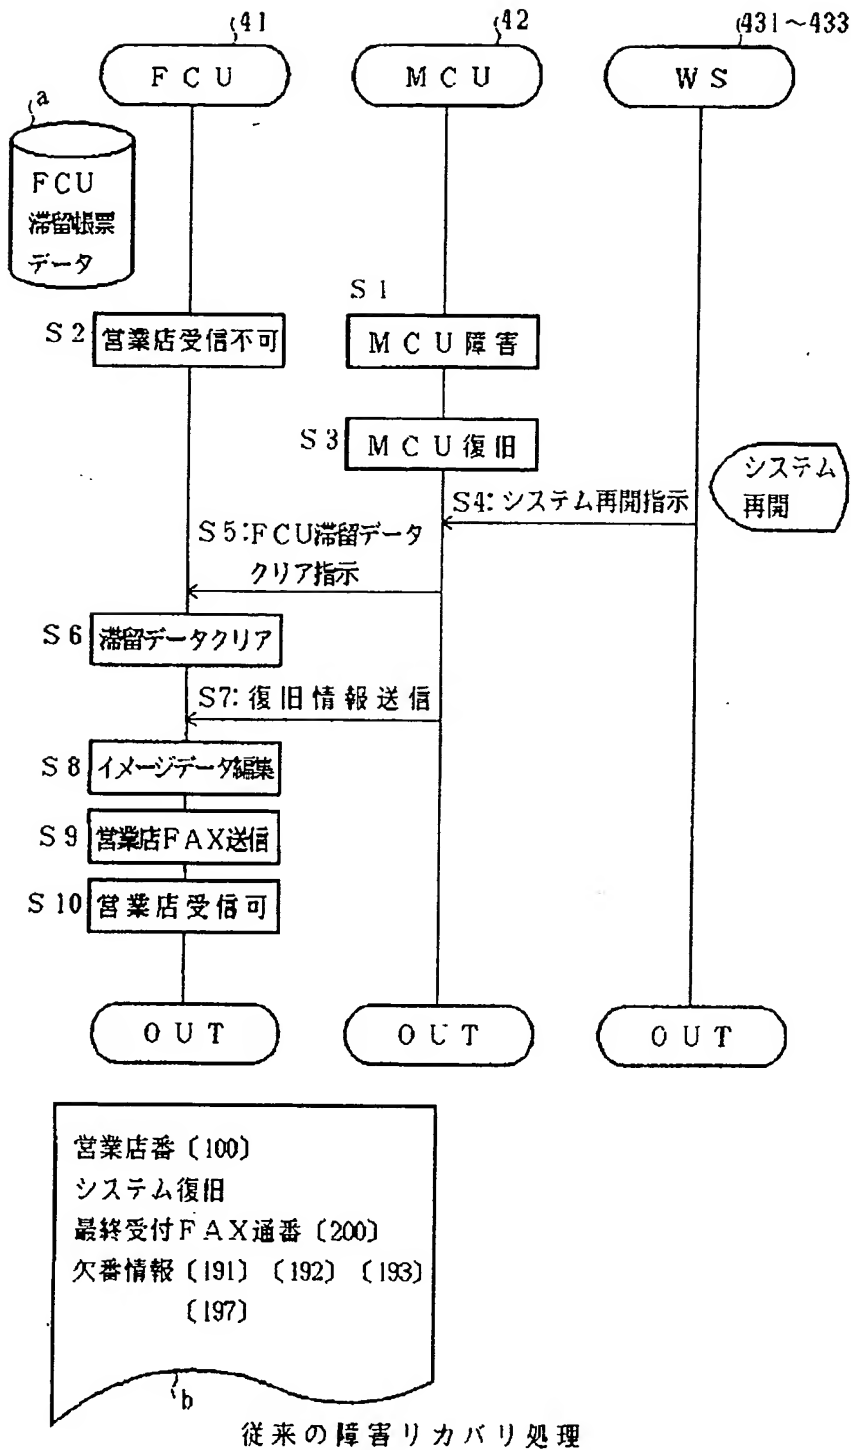 41
42
431～433
FCU
MCU
WS
a
FCU
滞留帳票
データ
S1
S2
営業店受信不可
MCU障害
S3
MCU復旧
システム
再開
S4:システム再開指示
S5:FCU滞留データ
クリア指示
S6
滞留データクリア
S7:復旧情報送信
S8
イメージデータ編集
S9
営業店FAX送信
S10
営業店受信可
OUT
OUT
OUT
営業店番〔100〕
システム復旧
最終受付FAX通番〔200〕
欠番情報〔191〕〔192〕〔193〕
〔197〕
b
従来の障害リカバリ処理